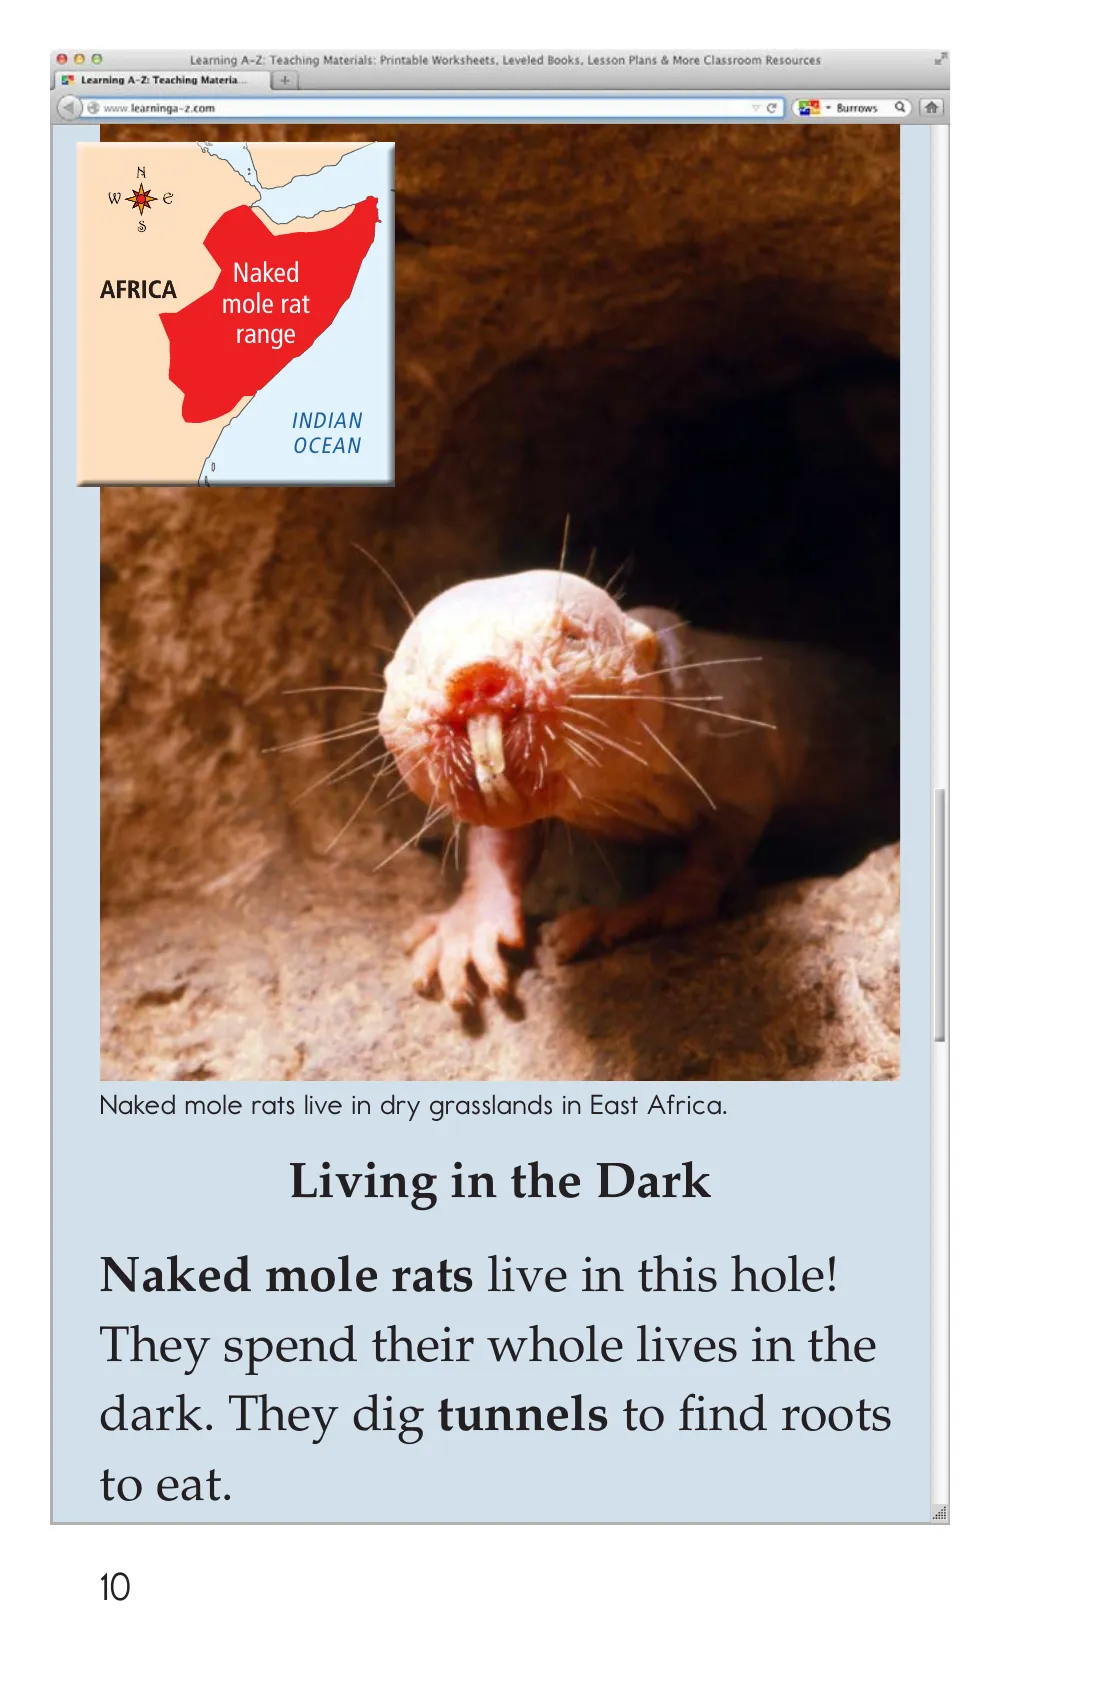 Learning A-Z: Teaching Materials: Printable Worksheets, Leveled Books, Lesson Plans & More Classroom Resources
Learning A-Z: Teaching Materia...
www.learninga-z.com
Burrows
N
W E
S
AFRICA
Naked
mole rat
range
INDIAN
OCEAN
Naked mole rats live in dry grasslands in East Africa.
Living in the Dark
Naked mole rats live in this hole!
They spend their whole lives in the
dark. They dig tunnels to find roots
to eat.
10